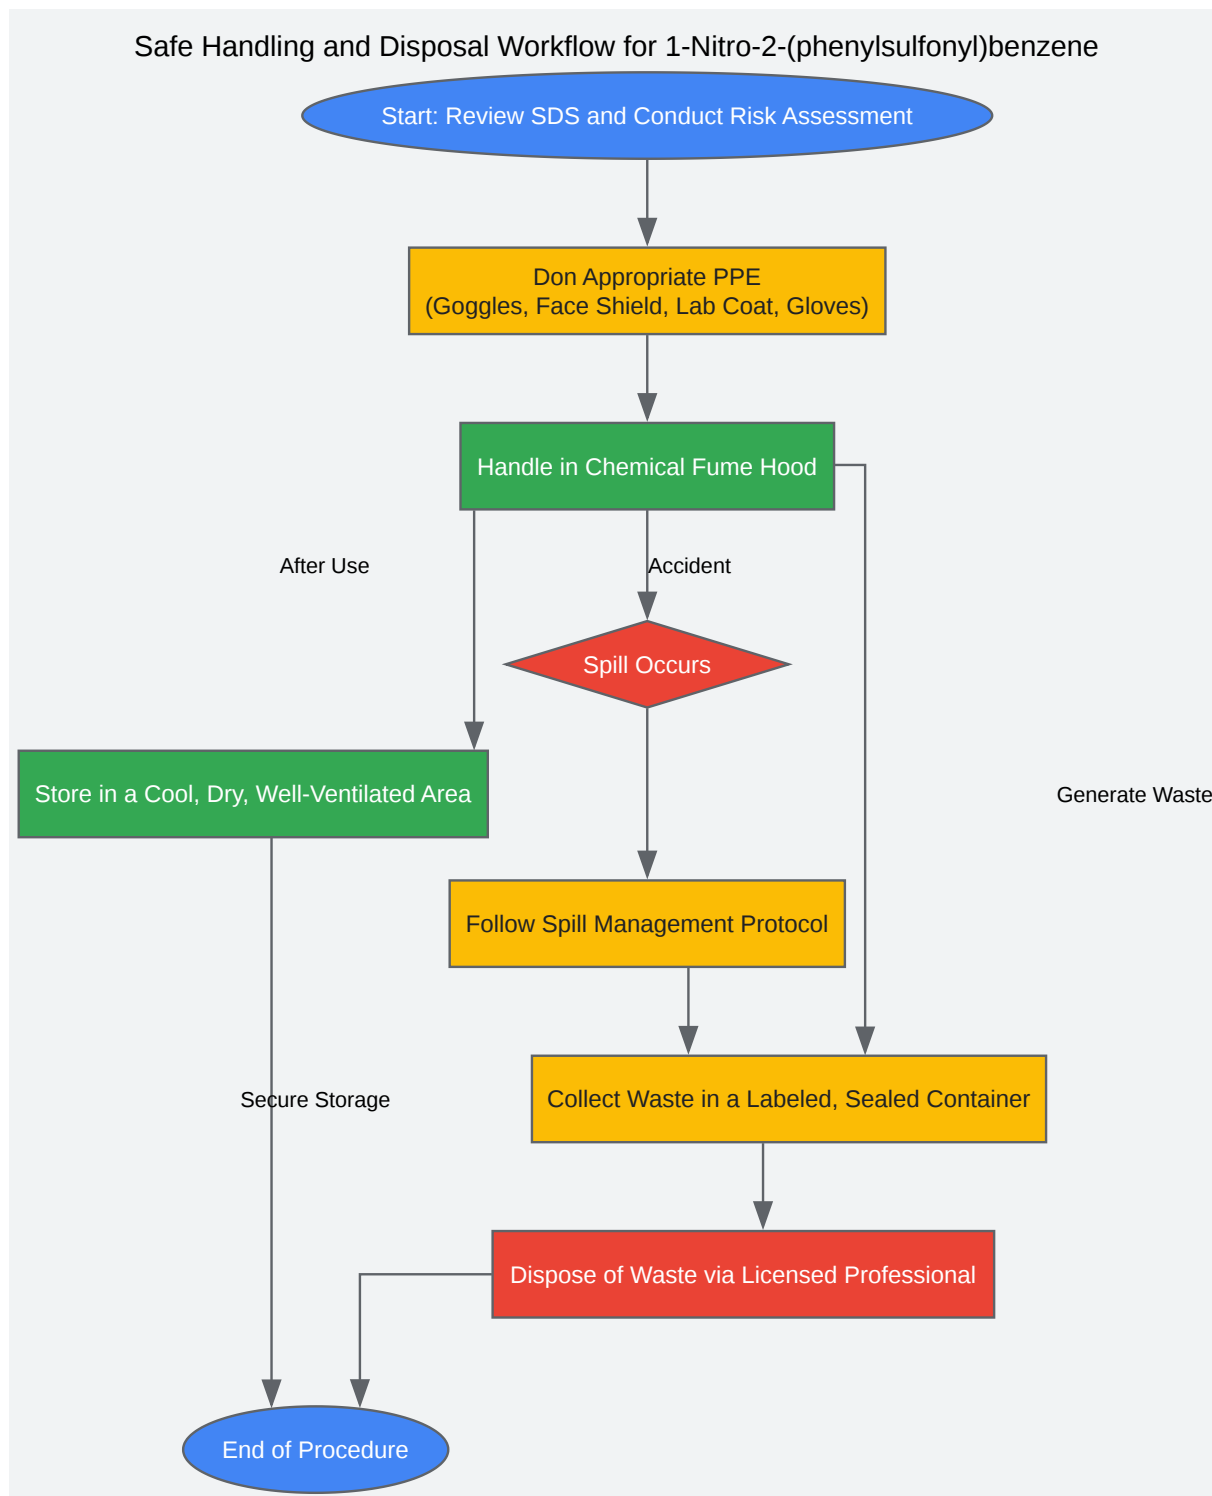 Safe Handling and Disposal Workflow for 1-Nitro-2-(phenylsulfonyl)benzene
Start: Review SDS and Conduct Risk Assessment
Don Appropriate PPE
(Goggles, Face Shield, Lab Coat, Gloves)
Handle in Chemical Fume Hood
After Use
Accident
Spill Occurs
Store in a Cool, Dry, Well-Ventilated Area
Generate Waste
Follow Spill Management Protocol
Secure Storage
Collect Waste in a Labeled, Sealed Container
Dispose of Waste via Licensed Professional
End of Procedure